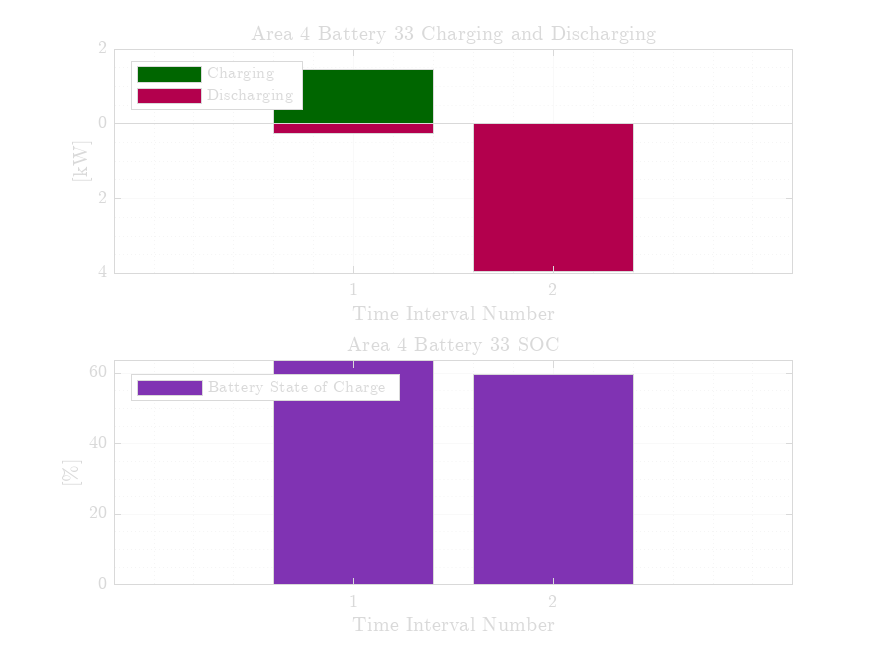 Area 4 Battery 33 Charging and Discharging
2
Charging
Discharging
0
[kW]
2
4
1 2
Time Interval Number
Area 4 Battery 33 SOC
60
Battery State of Charge
40
[%]
20
0
1 2
Time Interval Number